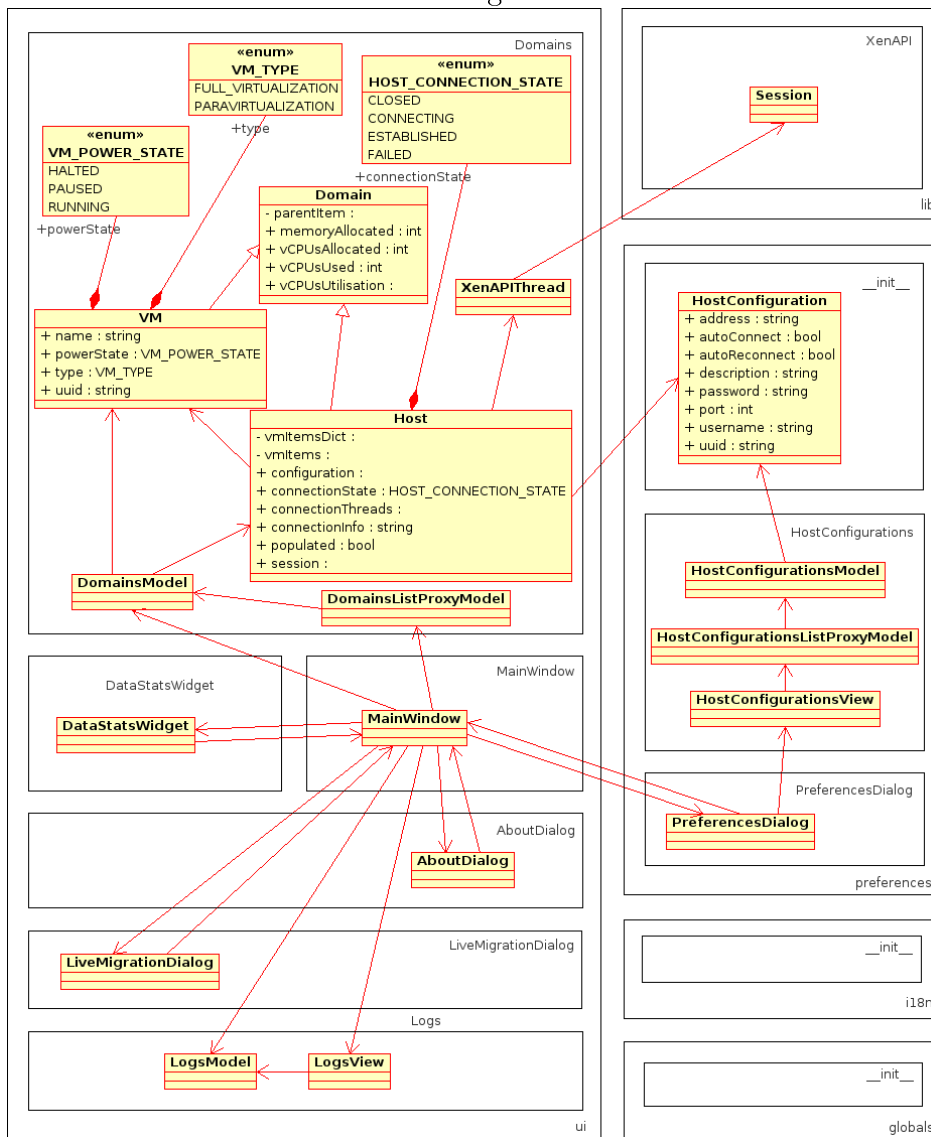 Domains
«enum»
VM_TYPE
FULL_VIRTUALIZATION
PARAVIRTUALIZATION
+type
«enum»
HOST_CONNECTION_STATE
CLOSED
CONNECTING
ESTABLISHED
FAILED
+connectionState
«enum»
VM_POWER_STATE
HALTED
PAUSED
RUNNING
+powerState
Domain
- parentItem :
+ memoryAllocated : int
+ vCPUsAllocated : int
+ vCPUsUsed : int
+ vCPUsUtilisation :
XenAPIThread
VM
+ name : string
+ powerState : VM_POWER_STATE
+ type : VM_TYPE
+ uuid : string
Host
- vmItemsDict :
- vmItems :
+ configuration :
+ connectionState : HOST_CONNECTION_STATE
+ connectionThreads :
+ connectionInfo : string
+ populated : bool
+ session :
DomainsModel
DomainsListProxyModel
DataStatsWidget
DataStatsWidget
MainWindow
MainWindow
AboutDialog
AboutDialog
LiveMigrationDialog
LiveMigrationDialog
Logs
LogsModel
LogsView
ui
XenAPI
Session
lib
__init__
HostConfiguration
+ address : string
+ autoConnect : bool
+ autoReconnect : bool
+ description : string
+ password : string
+ port : int
+ username : string
+ uuid : string
HostConfigurations
HostConfigurationsModel
HostConfigurationsListProxyModel
HostConfigurationsView
PreferencesDialog
PreferencesDialog
preferences
__init__
i18n
__init__
globals